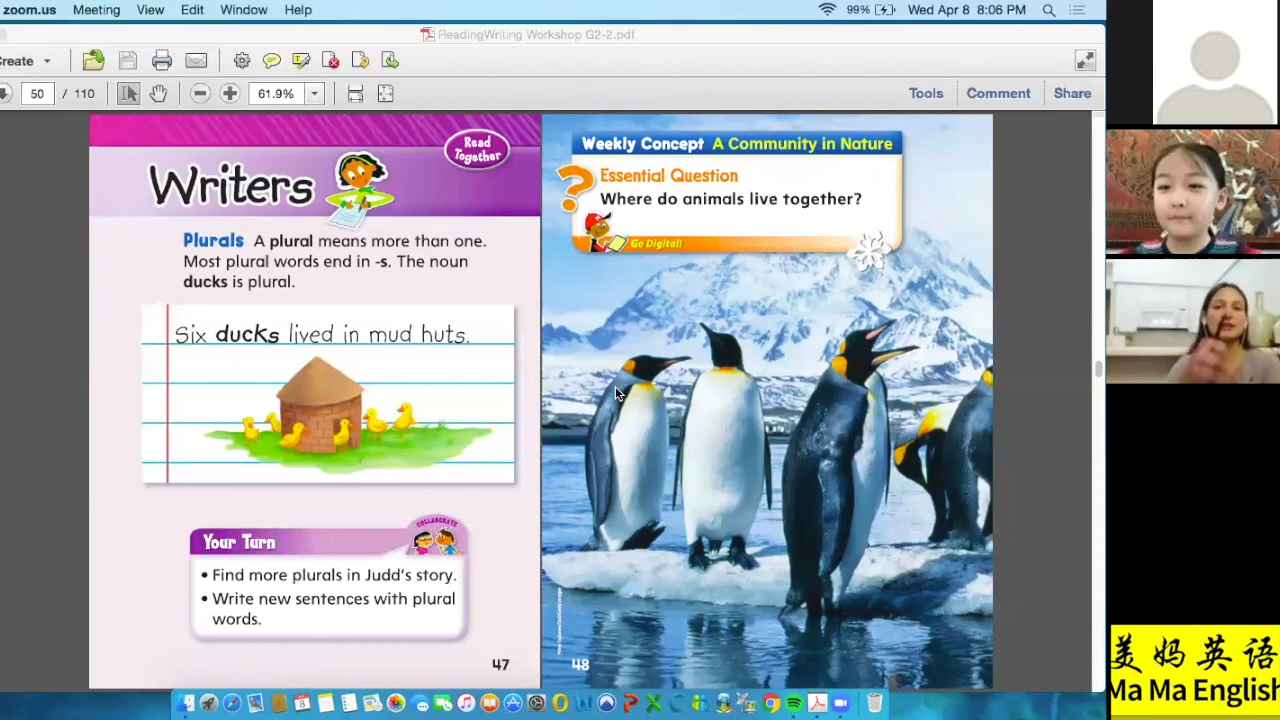 zoom.us Meeting View Edit Window Help 99% Wed Apr 8 8:06 PM
ReadingWriting Workshop G2-2.pdf
Create
50 / 110 61.9% Tools Comment Share
Read
Together
Writers
Plurals A plural means more than one.
Most plural words end in -s. The noun
ducks is plural.
Six ducks lived in mud huts.
COLLABORATE
Your Turn
• Find more plurals in Judd's story.
• Write new sentences with plural
words.
47
Weekly Concept A Community in Nature
? Essential Question
Where do animals live together?
Go Digital!
48
美妈英语
Ma Ma English